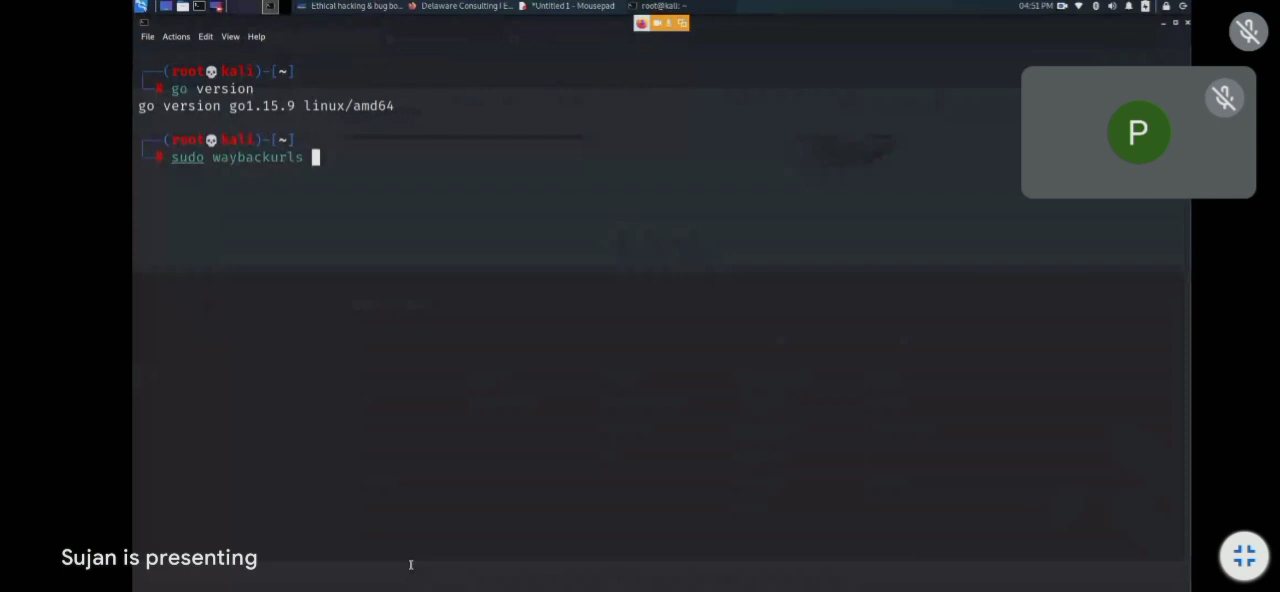 Ethical hacking & bug bo... Delaware Consulting I E... *Untitled 1 - Mousepad root@kali: ~ 04:51 PM
File Actions Edit View Help
(root💀kali)-[~]
# go version
go version go1.15.9 linux/amd64
(root💀kali)-[~]
# sudo waybackurls
P
Sujan is presenting